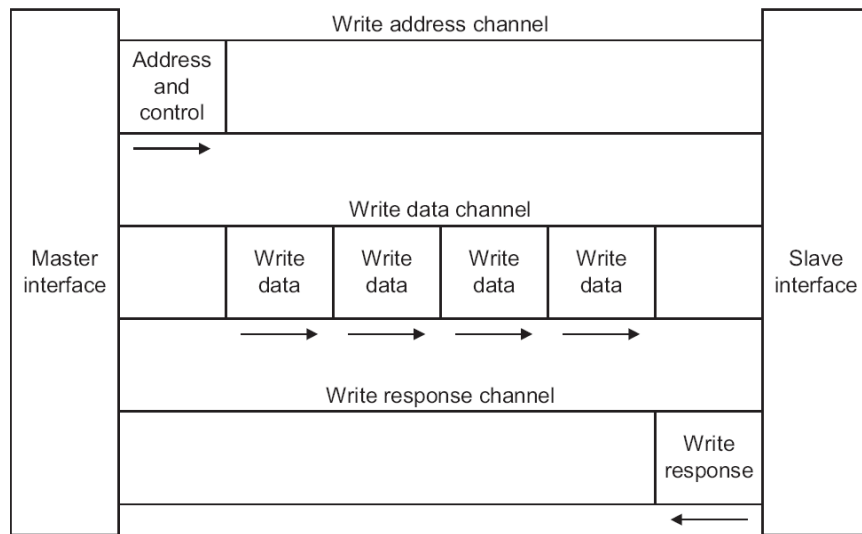 Write address channel
Address
and
control
Write data channel
Master
interface
Write
data
Write
data
Write
data
Write
data
Slave
interface
Write response channel
Write
response